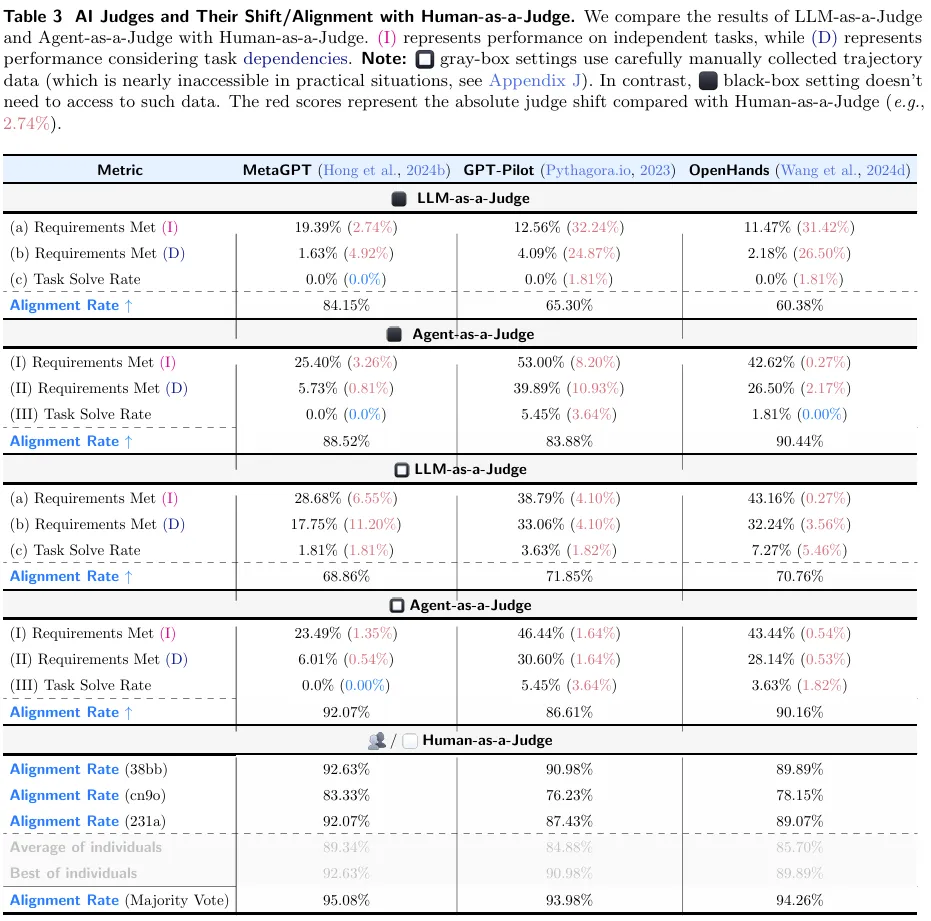 Table 3 AI Judges and Their Shift/Alignment with Human-as-a-Judge. We compare the results of LLM-as-a-Judge
and Agent-as-a-Judge with Human-as-a-Judge. (I) represents performance on independent tasks, while (D) represents
performance considering task dependencies. Note: gray-box settings use carefully manually collected trajectory
data (which is nearly inaccessible in practical situations, see Appendix J). In contrast, black-box setting doesn't
need to access to such data. The red scores represent the absolute judge shift compared with Human-as-a-Judge (e.g.,
2.74%).
Metric MetaGPT (Hong et al., 2024b) GPT-Pilot (Pythagora.io, 2023) OpenHands (Wang et al., 2024d)
LLM-as-a-Judge
(a) Requirements Met (I) 19.39% (2.74%) 12.56% (32.24%) 11.47% (31.42%)
(b) Requirements Met (D) 1.63% (4.92%) 4.09% (24.87%) 2.18% (26.50%)
(c) Task Solve Rate 0.0% (0.0%) 0.0% (1.81%) 0.0% (1.81%)
Alignment Rate ↑ 84.15% 65.30% 60.38%
Agent-as-a-Judge
(I) Requirements Met (I) 25.40% (3.26%) 53.00% (8.20%) 42.62% (0.27%)
(II) Requirements Met (D) 5.73% (0.81%) 39.89% (10.93%) 26.50% (2.17%)
(III) Task Solve Rate 0.0% (0.0%) 5.45% (3.64%) 1.81% (0.00%)
Alignment Rate ↑ 88.52% 83.88% 90.44%
LLM-as-a-Judge
(a) Requirements Met (I) 28.68% (6.55%) 38.79% (4.10%) 43.16% (0.27%)
(b) Requirements Met (D) 17.75% (11.20%) 33.06% (4.10%) 32.24% (3.56%)
(c) Task Solve Rate 1.81% (1.81%) 3.63% (1.82%) 7.27% (5.46%)
Alignment Rate ↑ 68.86% 71.85% 70.76%
Agent-as-a-Judge
(I) Requirements Met (I) 23.49% (1.35%) 46.44% (1.64%) 43.44% (0.54%)
(II) Requirements Met (D) 6.01% (0.54%) 30.60% (1.64%) 28.14% (0.53%)
(III) Task Solve Rate 0.0% (0.00%) 5.45% (3.64%) 3.63% (1.82%)
Alignment Rate ↑ 92.07% 86.61% 90.16%
/ Human-as-a-Judge
Alignment Rate (38bb) 92.63% 90.98% 89.89%
Alignment Rate (cn9o) 83.33% 76.23% 78.15%
Alignment Rate (231a) 92.07% 87.43% 89.07%
Average of individuals 89.34% 84.88% 85.70%
Best of individuals 92.63% 90.98% 89.89%
Alignment Rate (Majority Vote) 95.08% 93.98% 94.26%